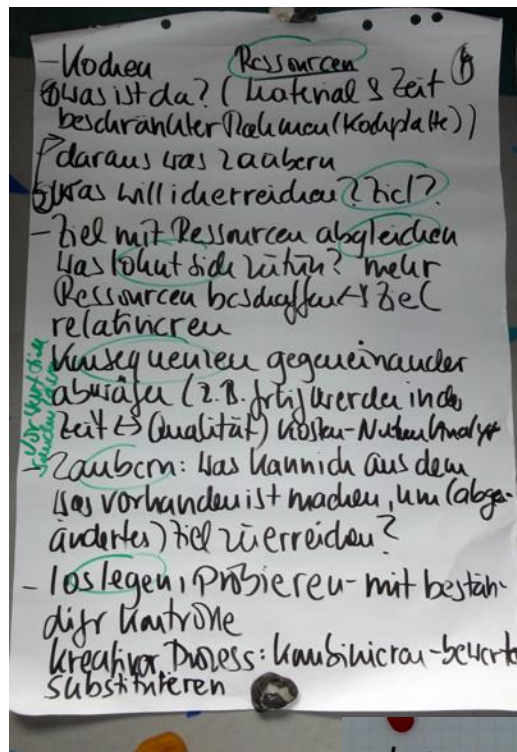 Ressourcen
- Kochen
was ist da? (Material & Zeit
beschränkter Rahmen (Kochplatte))
daraus was zaubern
was will ich erreichen? Ziel?
- Ziel mit Ressourcen abgleichen
was lohnt sich zu tun? mehr
Ressourcen beschaffen ↔ Ziel
relativieren
Konsequenzen gegeneinander
abwägen (z.B. fertig werden in der
Zeit ↔ Qualität) Kosten-Nutzen Analyse
- Zaubern: Was kann ich aus dem
was vorhanden ist machen, um (abge-
ändertes) Ziel zu erreichen?
- loslegen, Probieren - mit bestän-
diger Kontrolle
kreativer Prozess: kombinieren - bewerten
substituieren